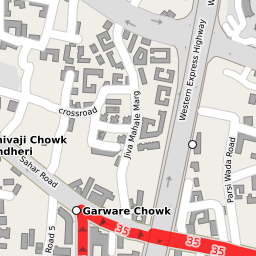 Western Express Highway
Jiva Mahale Marg
crossroad
ivaji Chowk
ndheri
Sahar Road
Parsi Wada Road
Garware Chowk
Road 5
35
35
35